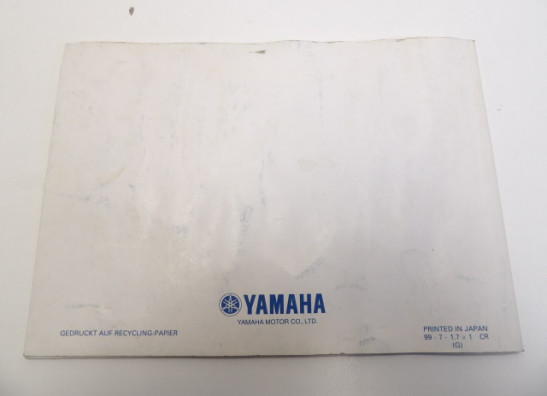 YAMAHA
YAMAHA MOTOR CO., LTD.
GEDRUCKT AUF RECYCLING-PAPIER
PRINTED IN JAPAN
99 - 7 - 1.7 × 1 CR
(G)